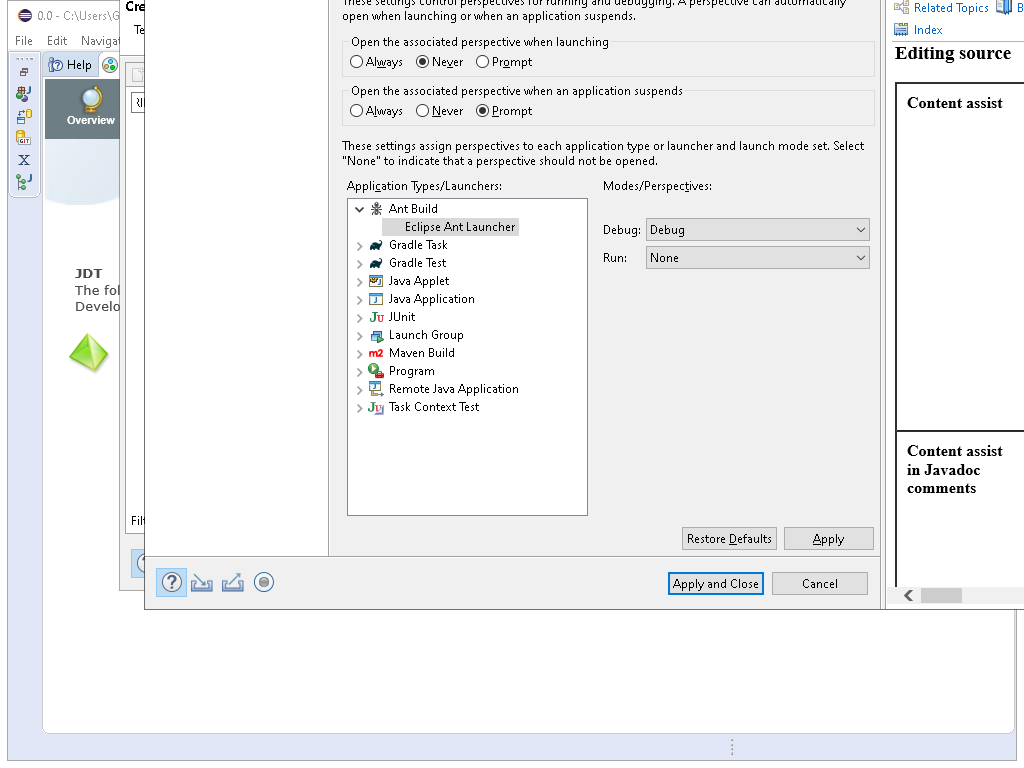 0.0 - C:\Users\G
File
Edit
Navigat
Help
Overview
JDT
The fol
Develo
Cre
Te
Filt
These settings control perspectives for running and debugging. A perspective can automatically
open when launching or when an application suspends.
Open the associated perspective when launching
Always
Never
Prompt
Open the associated perspective when an application suspends
Always
Never
Prompt
These settings assign perspectives to each application type or launcher and launch mode set. Select
"None" to indicate that a perspective should not be opened.
Application Types/Launchers:
Modes/Perspectives:
Ant Build
Eclipse Ant Launcher
Gradle Task
Gradle Test
Java Applet
Java Application
JUnit
Launch Group
Maven Build
Program
Remote Java Application
Task Context Test
Debug:
Debug
Run:
None
Restore Defaults
Apply
Apply and Close
Cancel
Related Topics
B
Index
Editing source
Content assist
Content assist
in Javadoc
comments